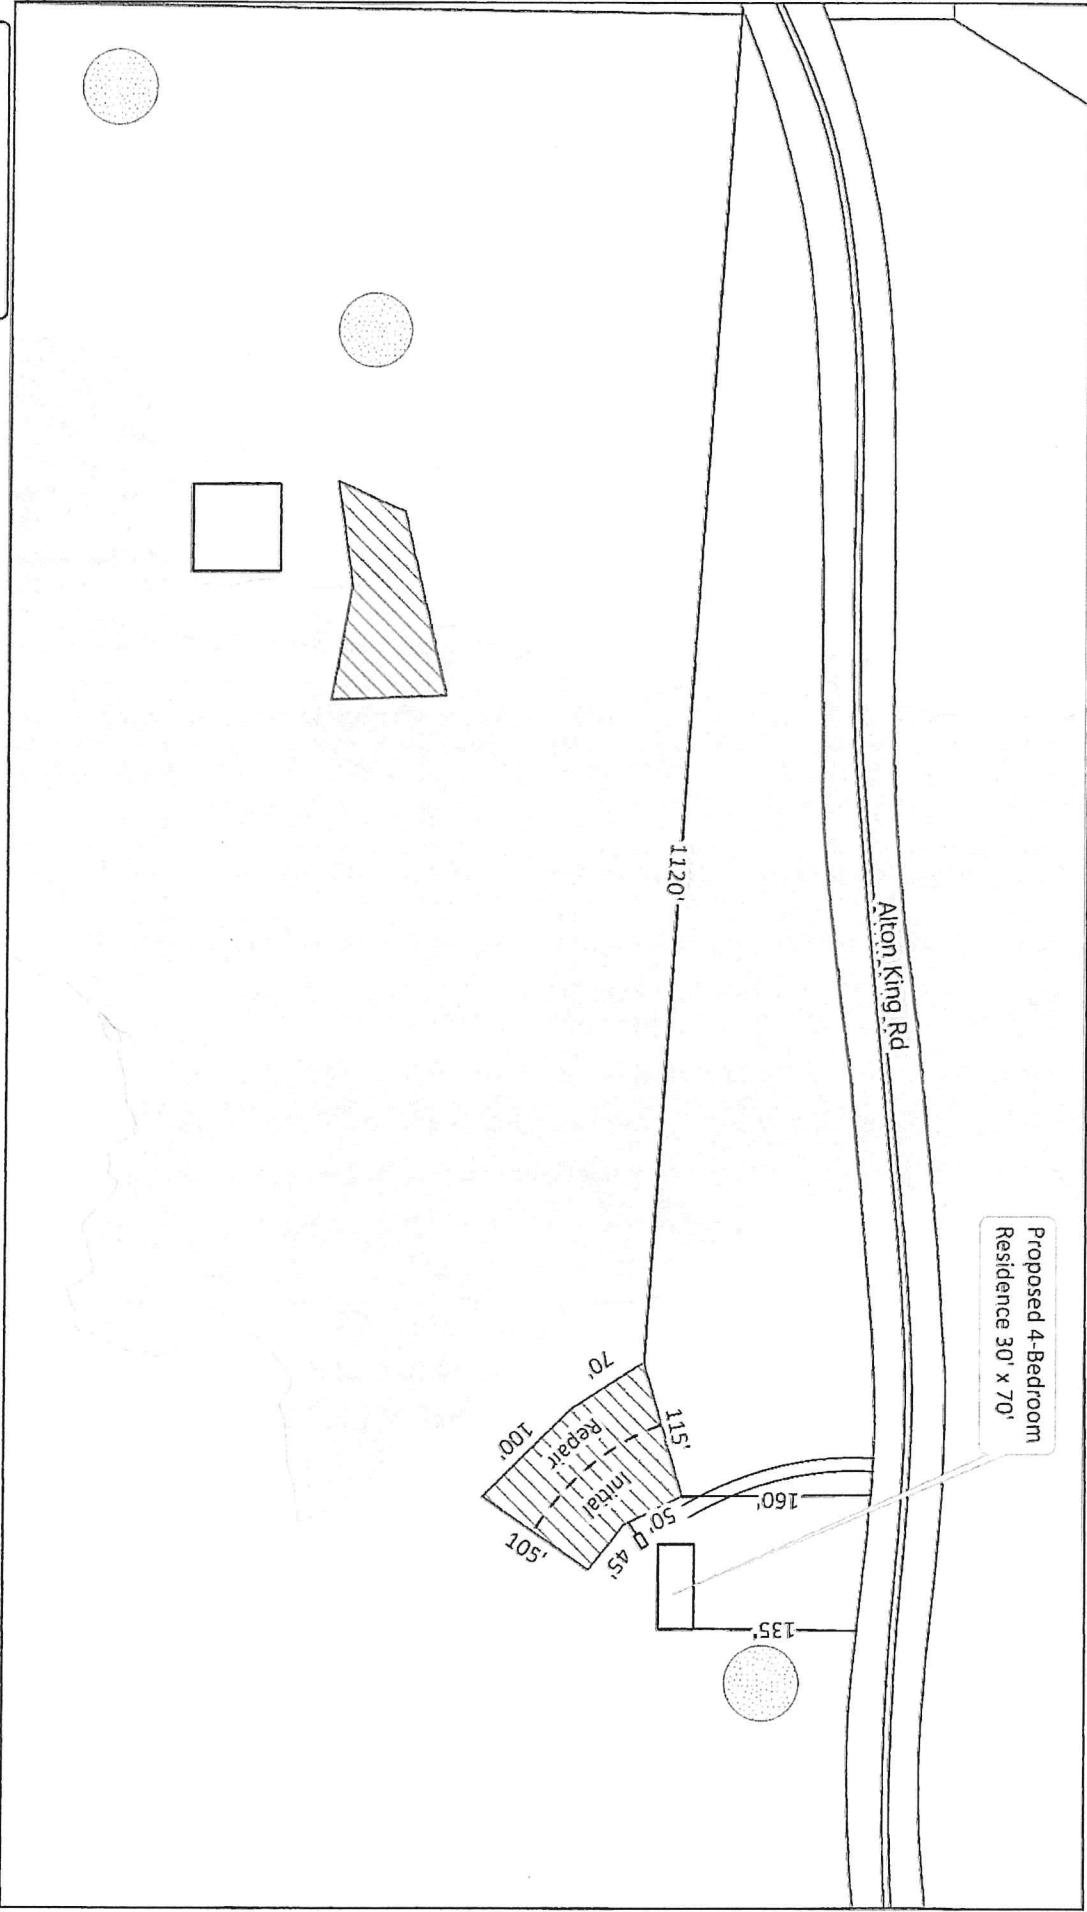 Proposed 4-Bedroom
Residence 30' x 70'
Alton King Rd
1120'
115'
160'
135'
70'
100'
Repair
Initial
50'
45'
105'